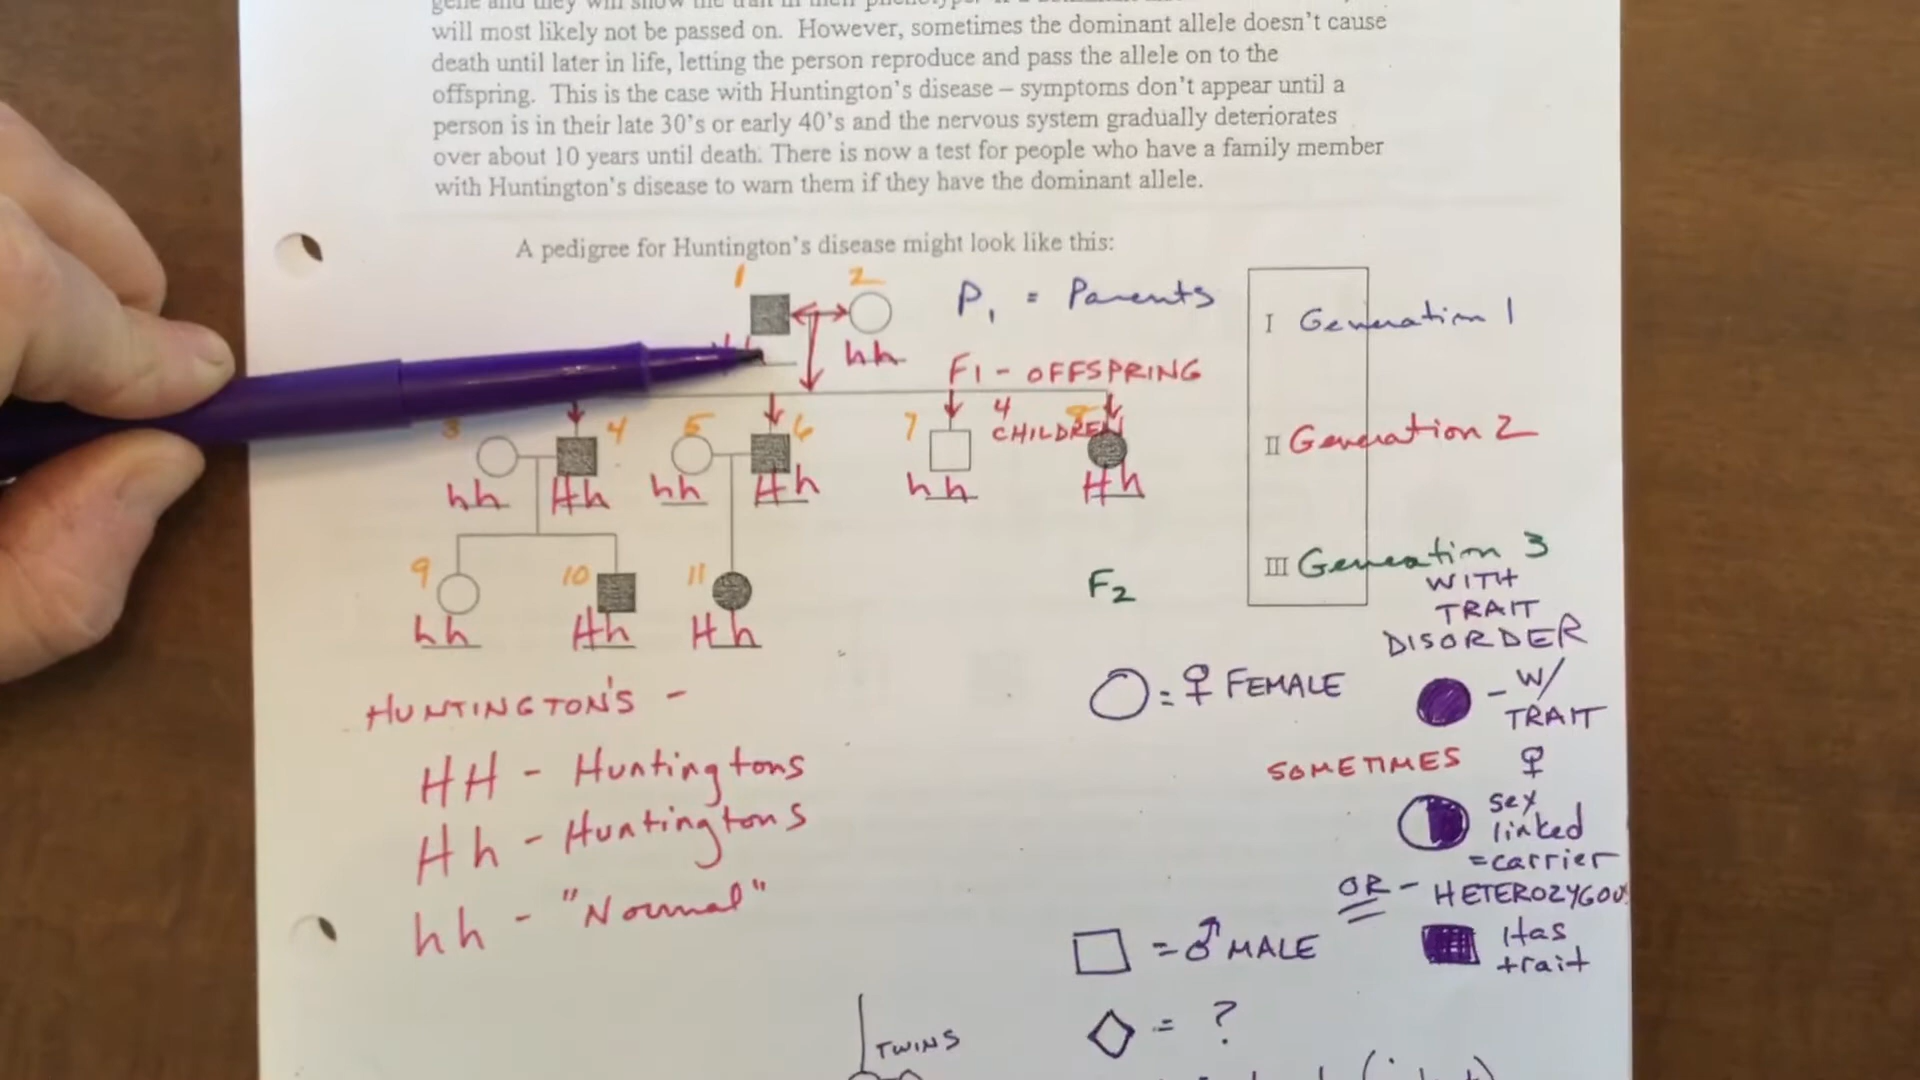 will most likely not be passed on. However, sometimes the dominant allele doesn't cause
death until later in life, letting the person reproduce and pass the allele on to the
offspring. This is the case with Huntington's disease – symptoms don't appear until a
person is in their late 30's or early 40's and the nervous system gradually deteriorates
over about 10 years until death. There is now a test for people who have a family member
with Huntington's disease to warn them if they have the dominant allele.
A pedigree for Huntington's disease might look like this:
1 2
P1 = Parents
I Generation 1
hh
F1 - OFFSPRING
3 4 5 6 7
4 CHILDREN
8
II Generation 2
hh Hh hh Hh hh Hh
9 10 11
F2
III Generation 3
hh Hh Hh
WITH
TRAIT
DISORDER
= ♀ FEMALE
- W/
TRAIT
HUNTINGTON'S -
HH - Huntingtons
Hh - Huntingtons
hh - "Normal"
SOMETIMES ♀
sex
linked
= carrier
OR - HETEROZYGOU
= ♂ MALE
Has
trait
= ?
TWINS